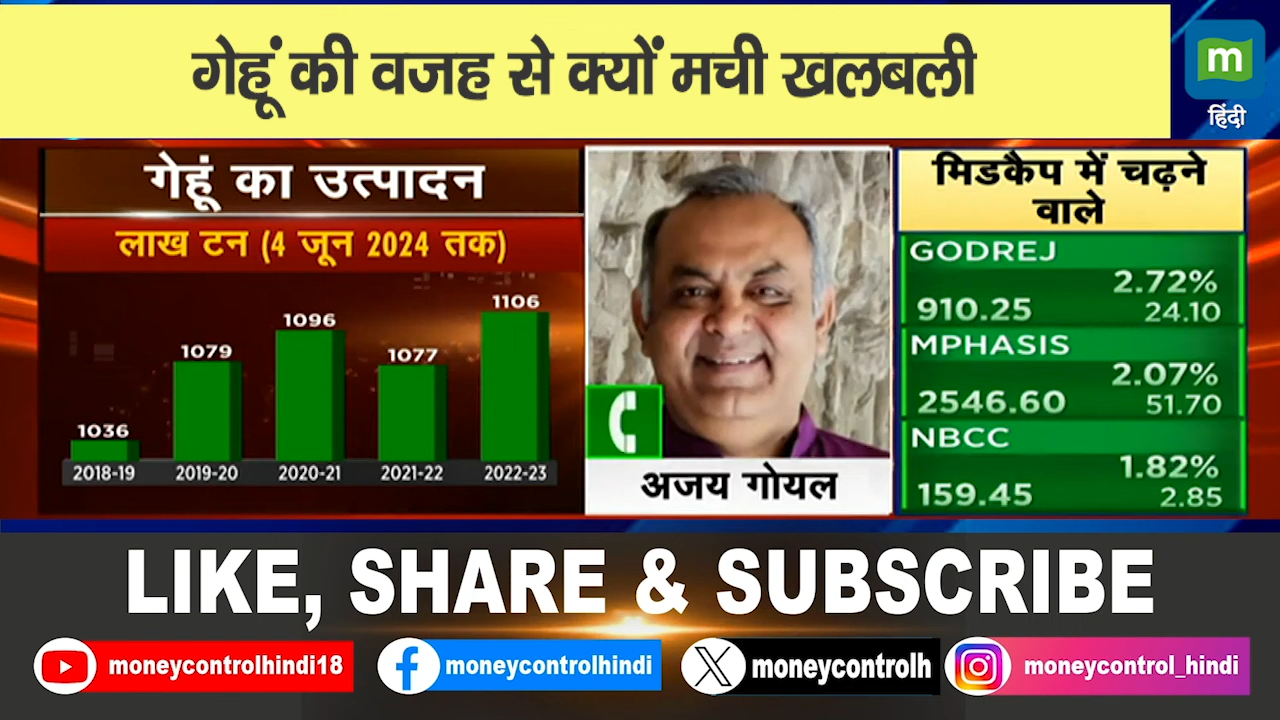 गेहूं की वजह से क्यों मची खलबली
m
हिंदी
गेहूं का उत्पादन
लाख टन (4 जून 2024 तक)
1036
1079
1096
1077
1106
2018-19
2019-20
2020-21
2021-22
2022-23
अजय गोयल
मिडकैप में चढ़ने
वाले
GODREJ
2.72%
910.25
24.10
MPHASIS
2.07%
2546.60
51.70
NBCC
1.82%
159.45
2.85
LIKE, SHARE & SUBSCRIBE
moneycontrolhindi18
moneycontrolhindi
moneycontrolh
moneycontrol_hindi